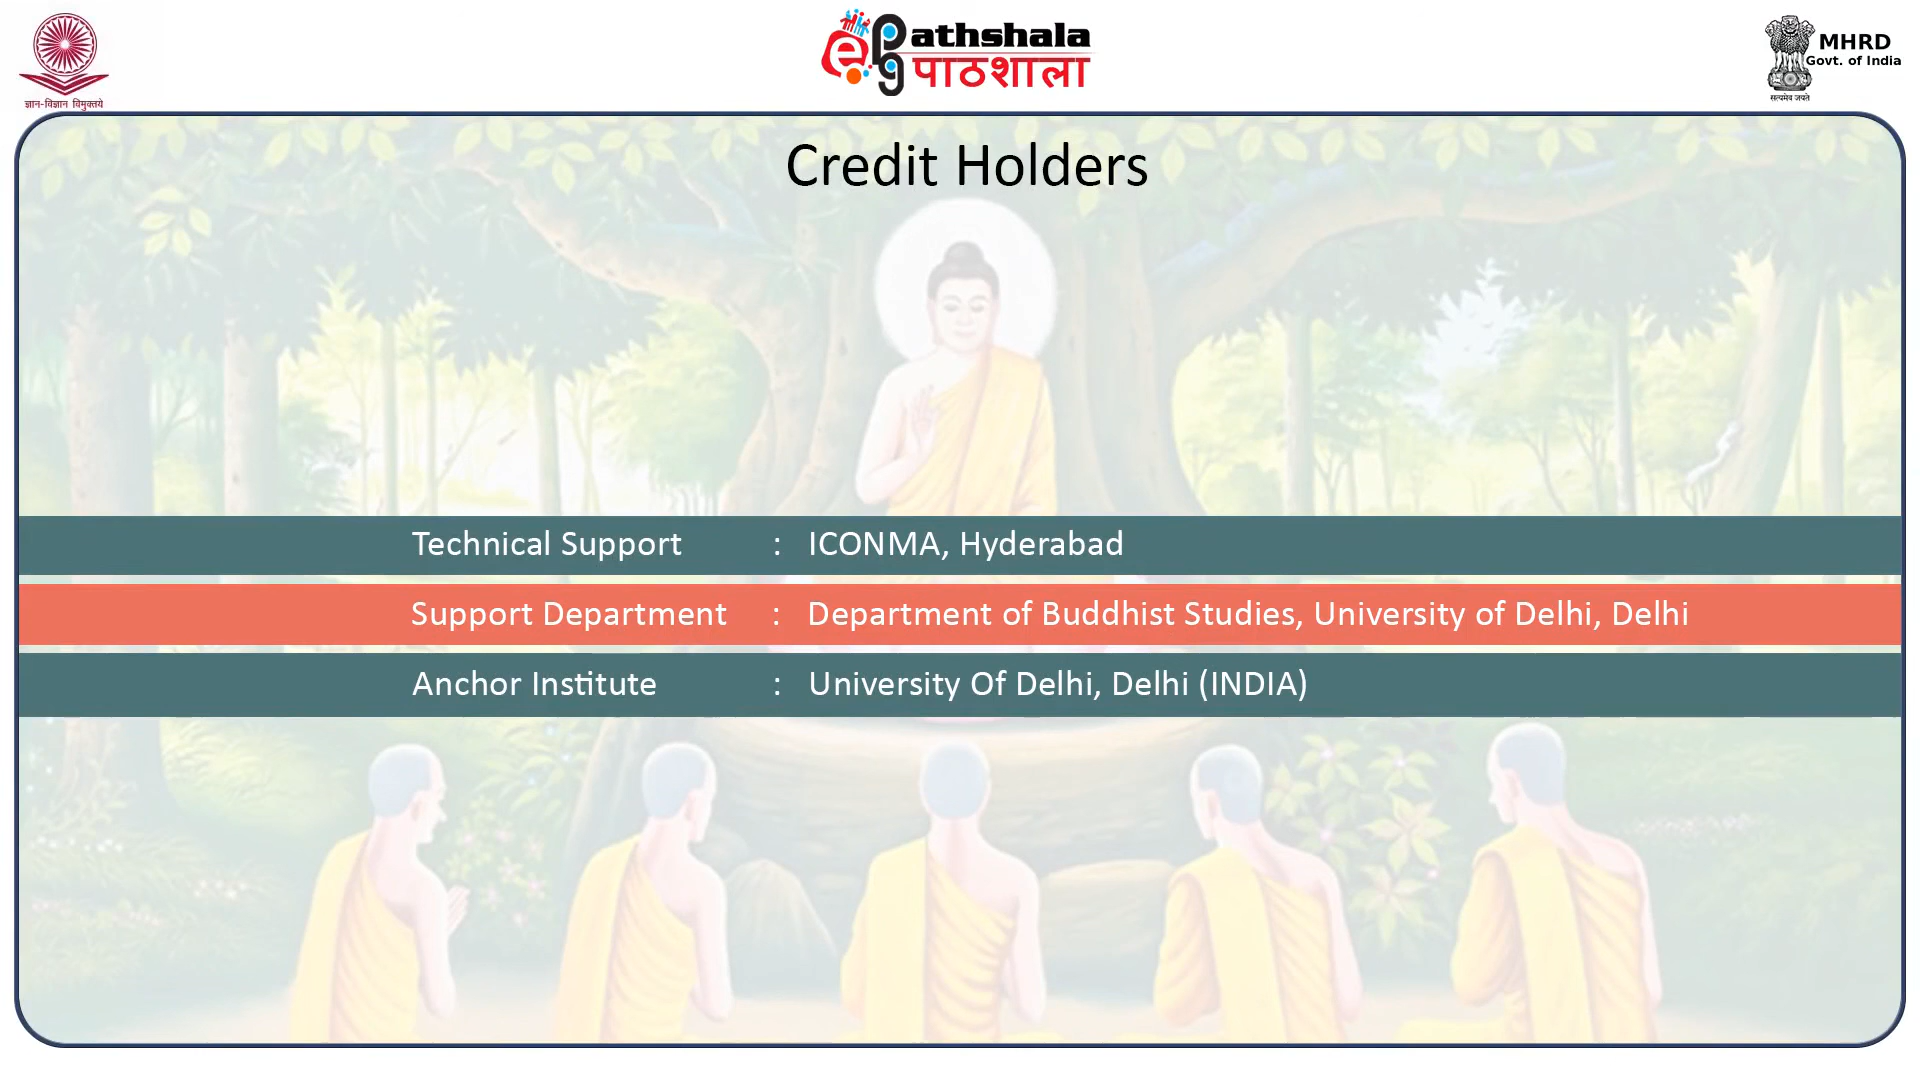 ज्ञान-विज्ञान विमुक्तये
ePGathshala
पाठशाला
MHRD
Govt. of India
सत्यमेव जयते
Credit Holders
Technical Support : ICONMA, Hyderabad
Support Department : Department of Buddhist Studies, University of Delhi, Delhi
Anchor Institute : University Of Delhi, Delhi (INDIA)